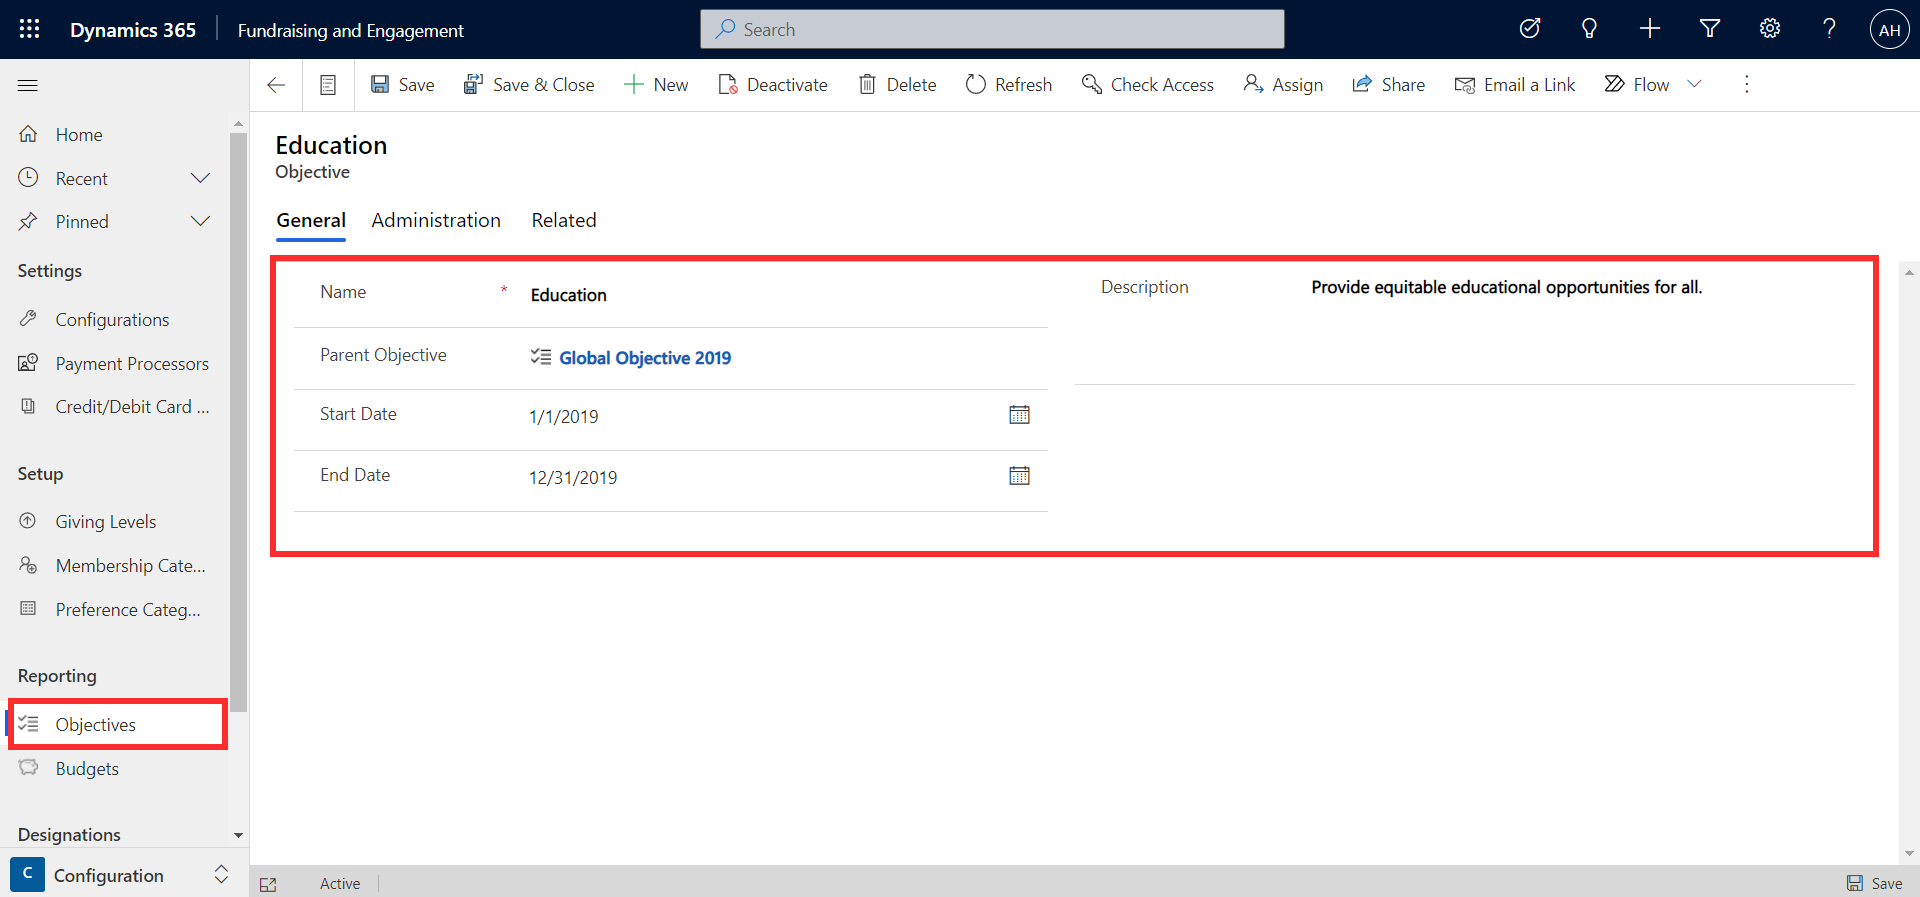 Dynamics 365 Fundraising and Engagement Search AH
Save Save & Close New Deactivate Delete Refresh Check Access Assign Share Email a Link Flow
Home
Recent
Pinned
Settings
Configurations
Payment Processors
Credit/Debit Card ...
Setup
Giving Levels
Membership Cate...
Preference Categ...
Reporting
Objectives
Budgets
Designations
C Configuration
Education
Objective
General Administration Related
Name * Education
Parent Objective Global Objective 2019
Start Date 1/1/2019
End Date 12/31/2019
Description Provide equitable educational opportunities for all.
Active Save